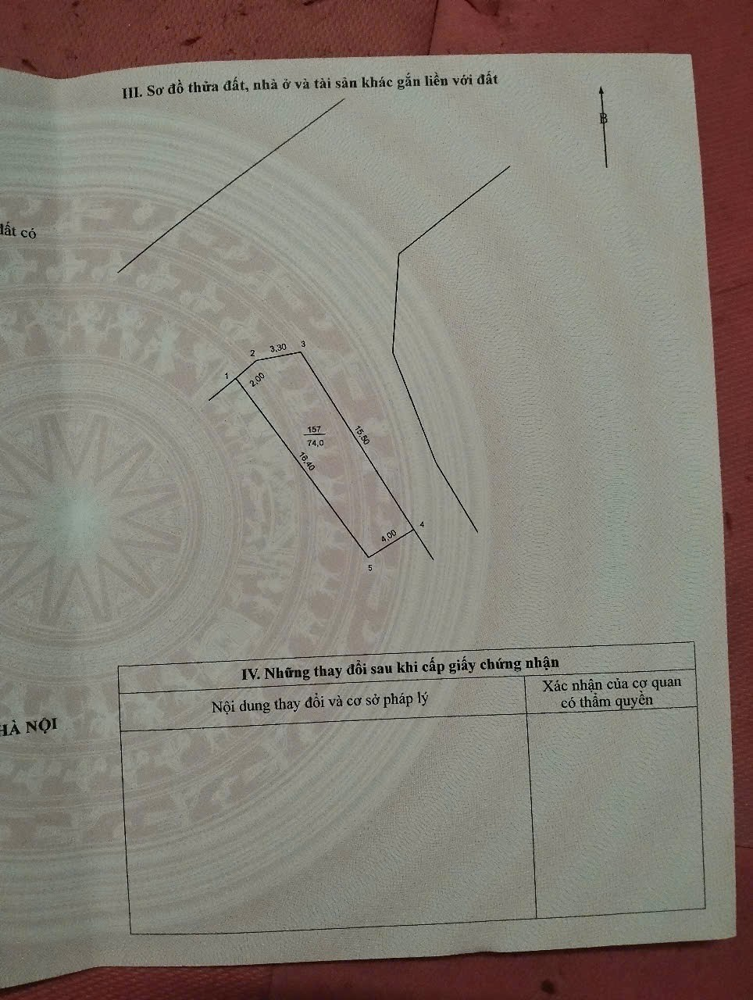 III. Sơ đồ thửa đất, nhà ở và tài sản khác gắn liền với đất
B
đất có
2
3,30
3
1
2,00
157
74,0
15,50
16,40
4,00
4
5
HÀ NỘI
IV. Những thay đổi sau khi cấp giấy chứng nhận
Nội dung thay đổi và cơ sở pháp lý
Xác nhận của cơ quan
có thẩm quyền